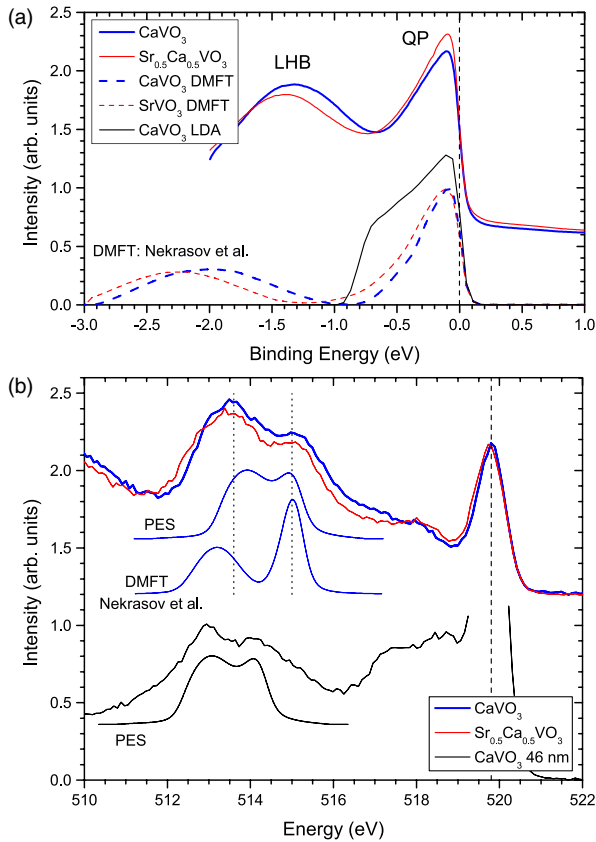 (a)
2.5
2.0
1.5
1.0
0.5
0.0
Intensity (arb. units)
CaVO₃
Sr₀.₅Ca₀.₅VO₃
CaVO₃ DMFT
SrVO₃ DMFT
CaVO₃ LDA
LHB
QP
DMFT: Nekrasov et al.
-3.0 -2.5 -2.0 -1.5 -1.0 -0.5 0.0 0.5 1.0
Binding Energy (eV)
(b)
2.5
2.0
1.5
1.0
0.5
0.0
Intensity (arb. units)
PES
DMFT
Nekrasov et al.
PES
CaVO₃
Sr₀.₅Ca₀.₅VO₃
CaVO₃ 46 nm
510 512 514 516 518 520 522
Energy (eV)